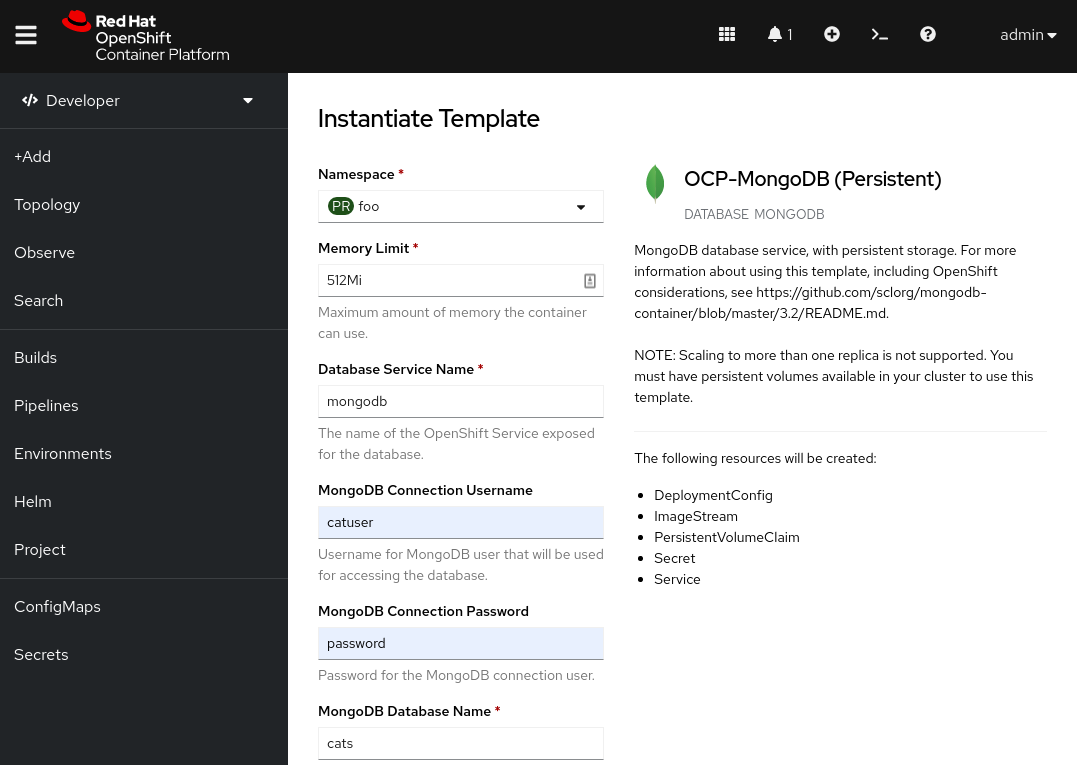 Red Hat
OpenShift
Container Platform
1
admin
Developer
+Add
Topology
Observe
Search
Builds
Pipelines
Environments
Helm
Project
ConfigMaps
Secrets
Instantiate Template
Namespace *
PR foo
Memory Limit *
512Mi
Maximum amount of memory the container
can use.
Database Service Name *
mongodb
The name of the OpenShift Service exposed
for the database.
MongoDB Connection Username
catuser
Username for MongoDB user that will be used
for accessing the database.
MongoDB Connection Password
password
Password for the MongoDB connection user.
MongoDB Database Name *
cats
OCP-MongoDB (Persistent)
DATABASE MONGODB
MongoDB database service, with persistent storage. For more
information about using this template, including OpenShift
considerations, see https://github.com/sclorg/mongodb-
container/blob/master/3.2/README.md.
NOTE: Scaling to more than one replica is not supported. You
must have persistent volumes available in your cluster to use this
template.
The following resources will be created:
DeploymentConfig
ImageStream
PersistentVolumeClaim
Secret
Service